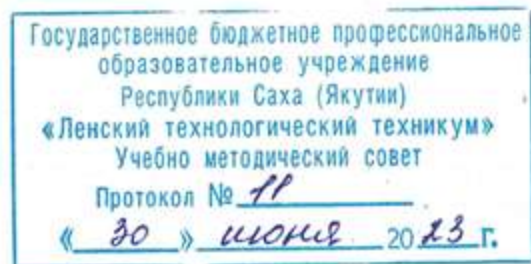 Государственное бюджетное профессиональное
образовательное учреждение
Республики Саха (Якутии)
«Ленский технологический техникум»
Учебно методический совет
Протокол № 11
« 30 » июня 20 23 г.